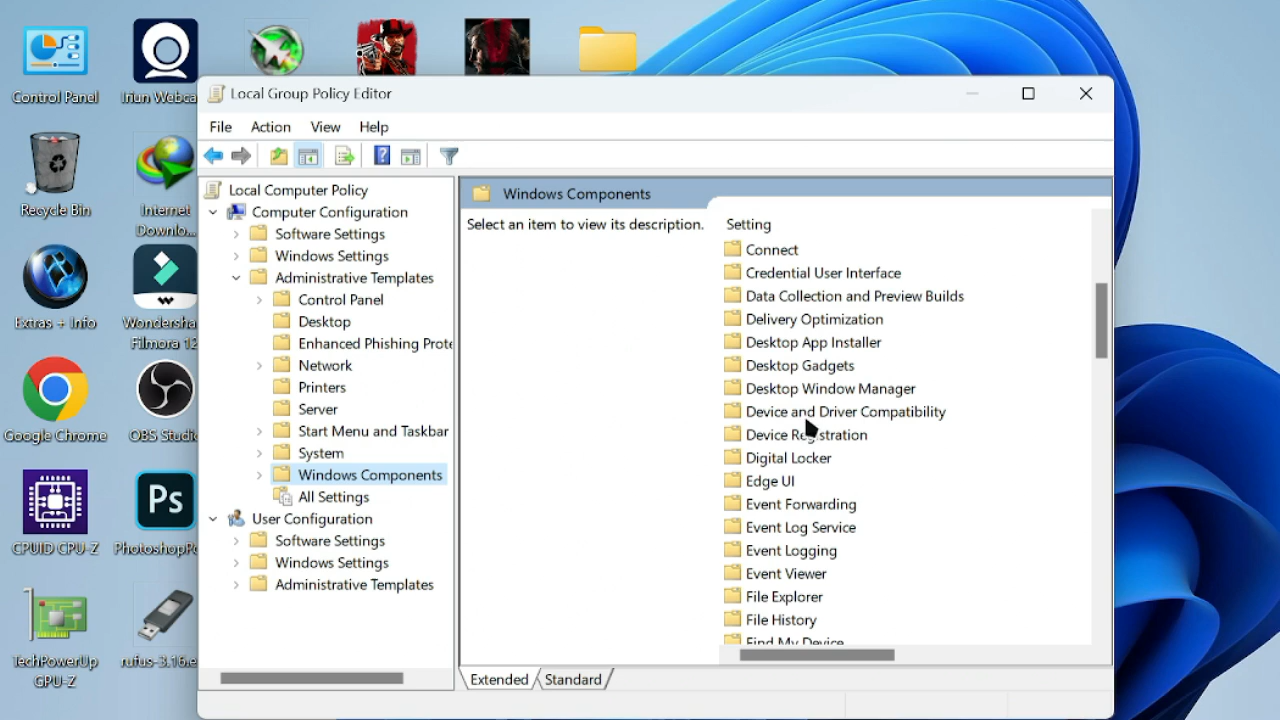 Control Panel
Iriun Webca
Recycle Bin
Internet
Downlo...
Extras + Info
Wondersha
Filmora 12
Google Chrome
OBS Studi
CPUID CPU-Z
PhotoshopPo
TechPowerUp
GPU-Z
rufus-3.16.e
Local Group Policy Editor
File Action View Help
Local Computer Policy
Computer Configuration
Software Settings
Windows Settings
Administrative Templates
Control Panel
Desktop
Enhanced Phishing Prote
Network
Printers
Server
Start Menu and Taskbar
System
Windows Components
All Settings
User Configuration
Software Settings
Windows Settings
Administrative Templates
Windows Components
Select an item to view its description.
Setting
Connect
Credential User Interface
Data Collection and Preview Builds
Delivery Optimization
Desktop App Installer
Desktop Gadgets
Desktop Window Manager
Device and Driver Compatibility
Device Registration
Digital Locker
Edge UI
Event Forwarding
Event Log Service
Event Logging
Event Viewer
File Explorer
File History
Find My Device
Extended Standard
Ps